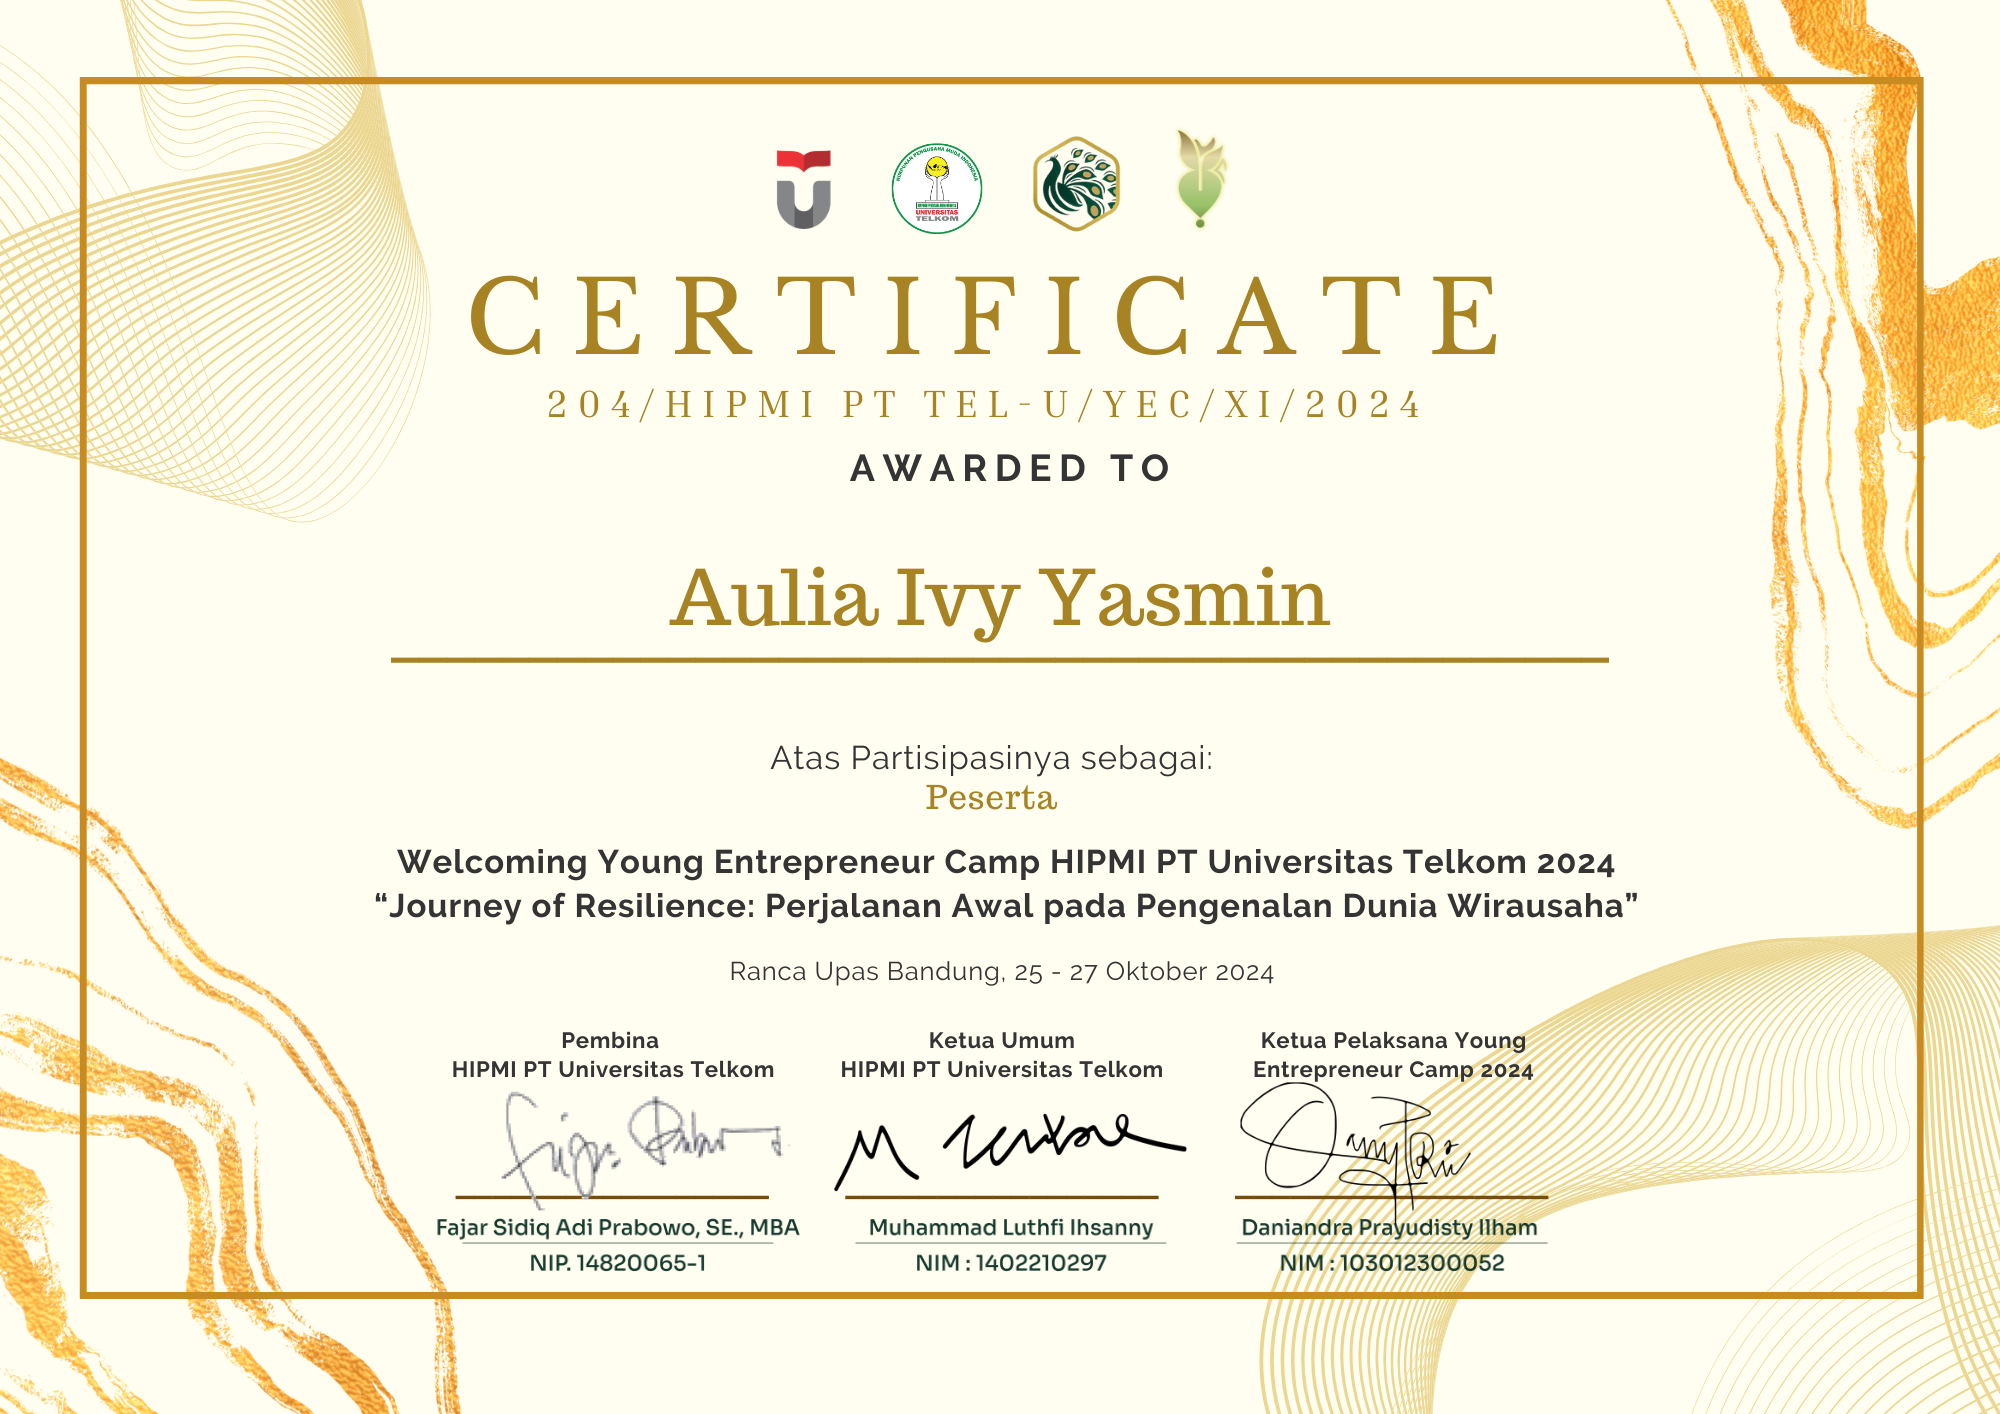 HIMPUNAN PENGUSAHA MUDA INDONESIA
UNIVERSITAS
TELKOM
CERTIFICATE
204/HIPMI PT TEL-U/YEC/XI/2024
AWARDED TO
Aulia Ivy Yasmin
Atas Partisipasinya sebagai:
Peserta
Welcoming Young Entrepreneur Camp HIPMI PT Universitas Telkom 2024
“Journey of Resilience: Perjalanan Awal pada Pengenalan Dunia Wirausaha”
Ranca Upas Bandung, 25 - 27 Oktober 2024
Pembina
HIPMI PT Universitas Telkom
Ketua Umum
HIPMI PT Universitas Telkom
Ketua Pelaksana Young
Entrepreneur Camp 2024
Fajar Sidiq Adi Prabowo, SE., MBA
NIP. 14820065-1
Muhammad Luthfi Ihsanny
NIM : 1402210297
Daniandra Prayudisty Ilham
NIM : 103012300052